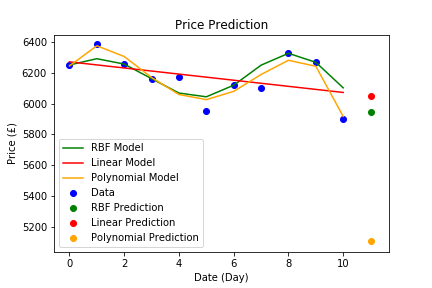 Price Prediction
6400
6200
6000
5800
5600
5400
5200
Price (£)
RBF Model
Linear Model
Polynomial Model
Data
RBF Prediction
Linear Prediction
Polynomial Prediction
0 2 4 6 8 10
Date (Day)